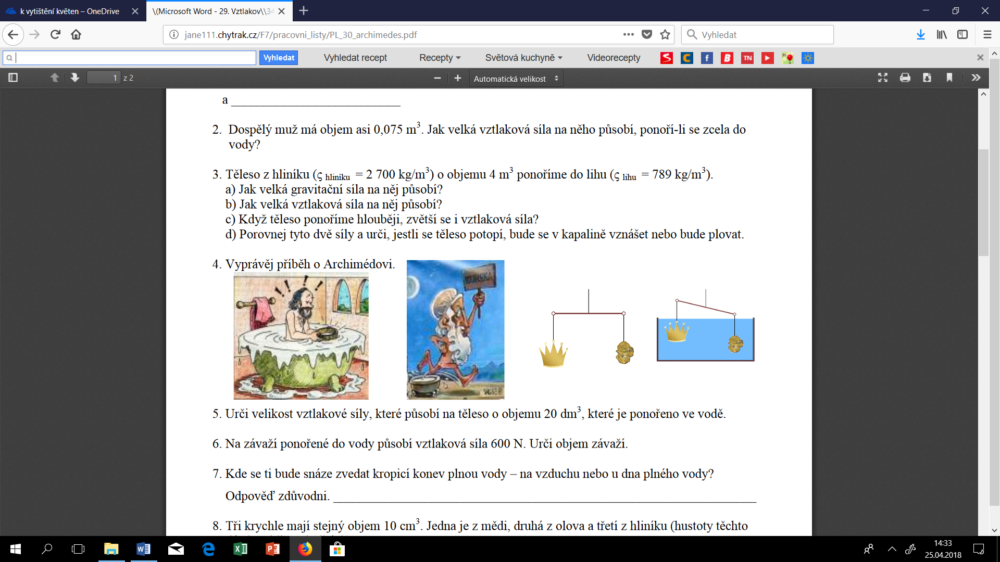 k vytištění květen – OneDrive
\(Microsoft Word - 29. Vztlakov\\34
jane111.chytrak.cz/F7/pracovni_listy/PL_30_archimedes.pdf
Vyhledat
Vyhledat
Vyhledat recept
Recepty
Světová kuchyně
Videorecepty
1 z 2
Automatická velikost
a __________________________
2. Dospělý muž má objem asi 0,075 m³. Jak velká vztlaková síla na něho působí, ponoří-li se zcela do
vody?
3. Těleso z hliníku (ς hliníku = 2 700 kg/m³) o objemu 4 m³ ponoříme do lihu (ς lihu = 789 kg/m³).
a) Jak velká gravitační síla na něj působí?
b) Jak velká vztlaková síla na něj působí?
c) Když těleso ponoříme hlouběji, zvětší se i vztlaková síla?
d) Porovnej tyto dvě síly a urči, jestli se těleso potopí, bude se v kapalině vznášet nebo bude plovat.
4. Vyprávěj příběh o Archimédovi.
5. Urči velikost vztlakové síly, které působí na těleso o objemu 20 dm³, které je ponořeno ve vodě.
6. Na závaží ponořené do vody působí vztlaková síla 600 N. Urči objem závaží.
7. Kde se ti bude snáze zvedat kropicí konev plnou vody – na vzduchu nebo u dna plného vody?
Odpověď zdůvodni. _________________________________________________________________
8. Tři krychle mají stejný objem 10 cm³. Jedna je z mědi, druhá z olova a třetí z hliníku (hustoty těchto
14:33
25.04.2018